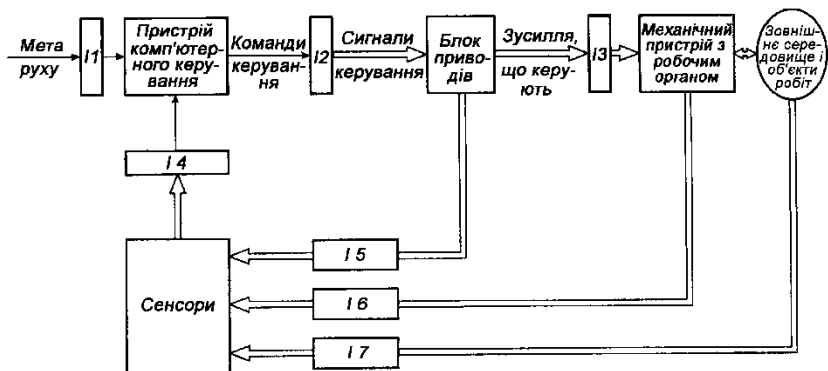 Мета
руху
I1
Пристрій
комп'ютер-
ного керу-
вання
Команди
керуван-
ня
I2
Сигнали
керування
Блок
приво-
дів
Зусилля,
що керу-
ють
I3
Механічний
пристрій з
робочим
органом
Зовніш-
нє сере-
довище і
об'єкти
робіт
I 4
Сенсори
I 5
I 6
I 7